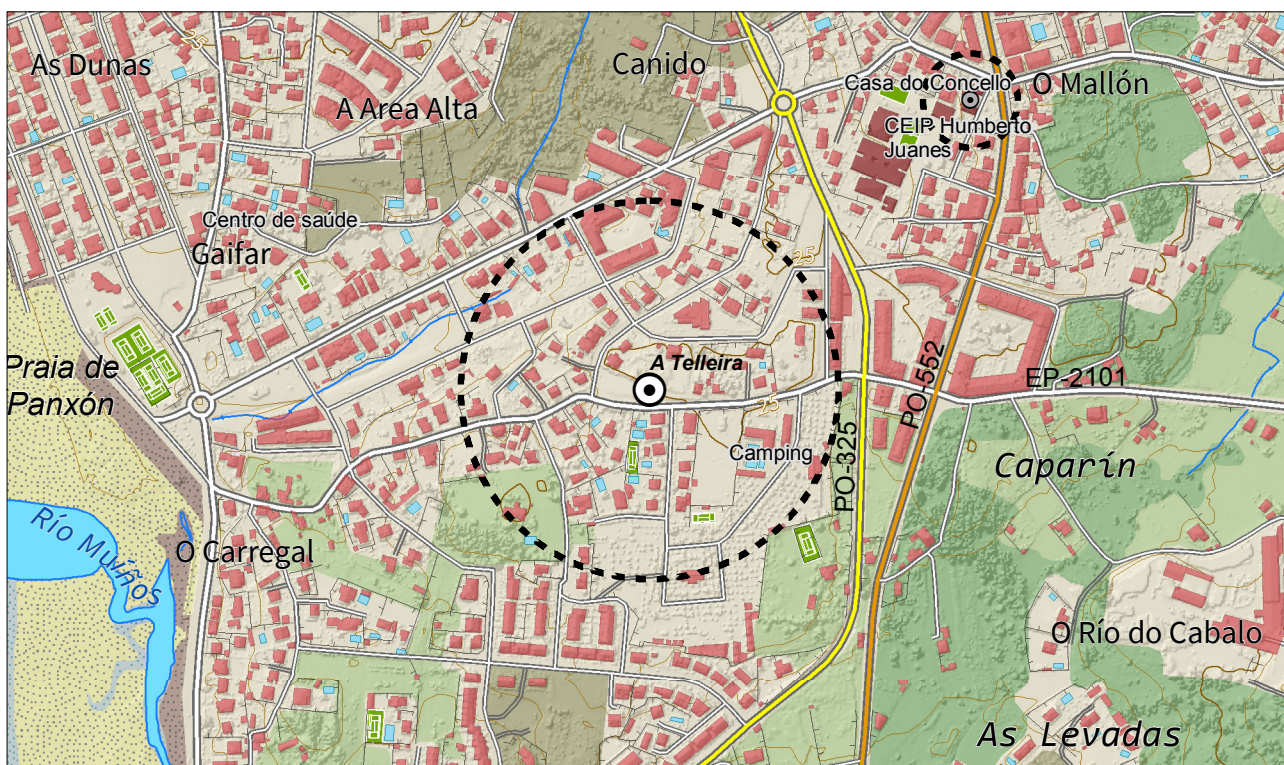 25
As Dunas
Canido
Casa do Concello
O Mallón
A Area Alta
CEIP Humberto
Juanes
Centro de saúde
Gaifar
25
Praia de
Panxón
A Telleira
PO-552
EP-2101
25
Camping
PO-325
Caparín
Río Muíños
O Carregal
O Río do Cabalo
As Levadas